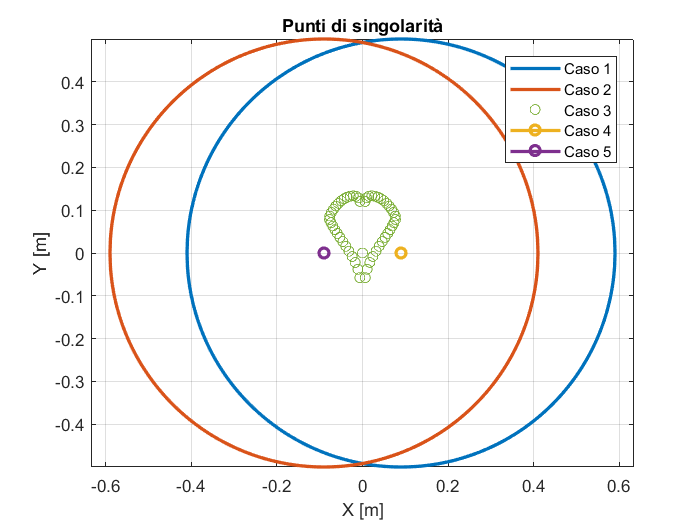 Punti di singolarità
Caso 1
Caso 2
Caso 3
Caso 4
Caso 5
0.4
0.3
0.2
0.1
0
-0.1
-0.2
-0.3
-0.4
Y [m]
-0.6
-0.4
-0.2
0
0.2
0.4
0.6
X [m]